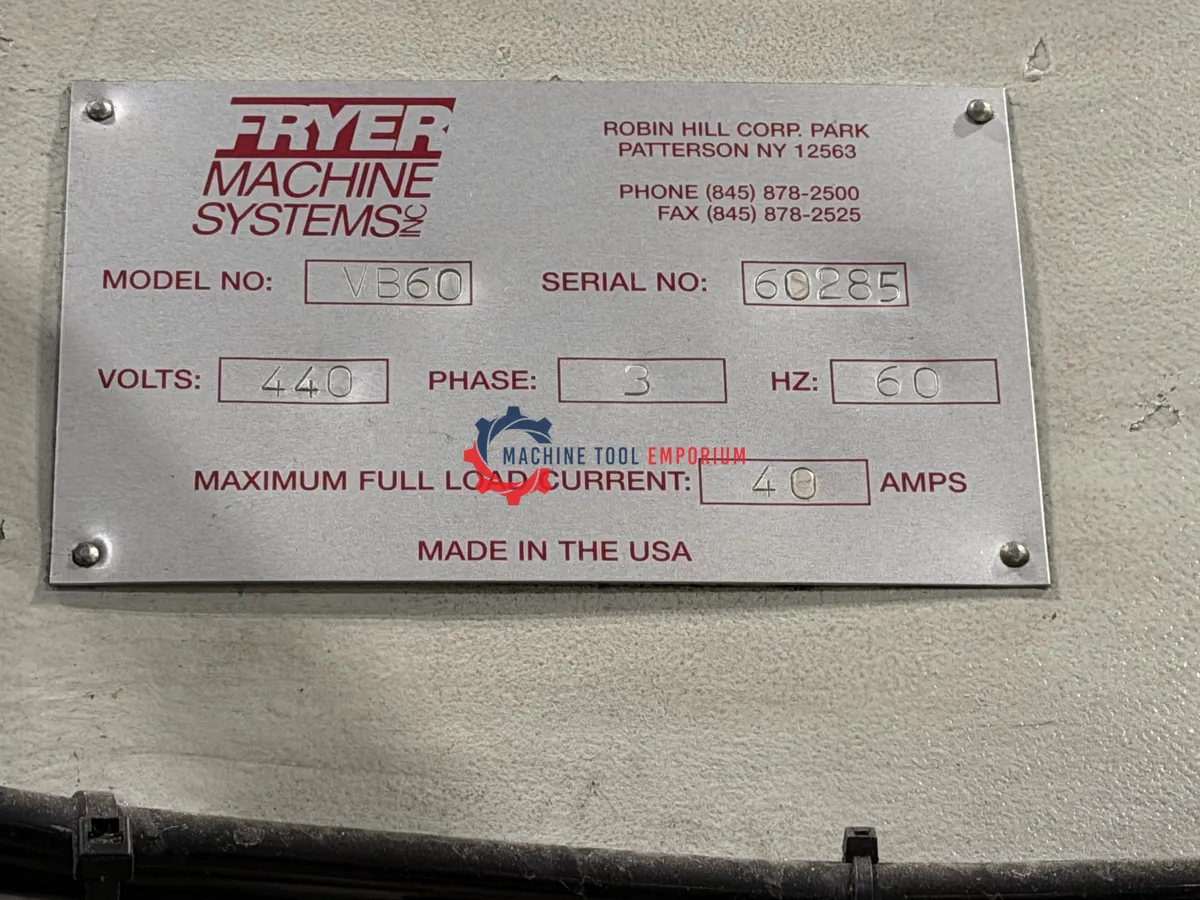 FRYER
MACHINE
SYSTEMS INC
ROBIN HILL CORP. PARK
PATTERSON NY 12563
PHONE (845) 878-2500
FAX (845) 878-2525
MODEL NO: VB60 SERIAL NO: 60285
VOLTS: 440 PHASE: 3 HZ: 60
MACHINE TOOL EMPORIUM
MAXIMUM FULL LOAD CURRENT: 40 AMPS
MADE IN THE USA